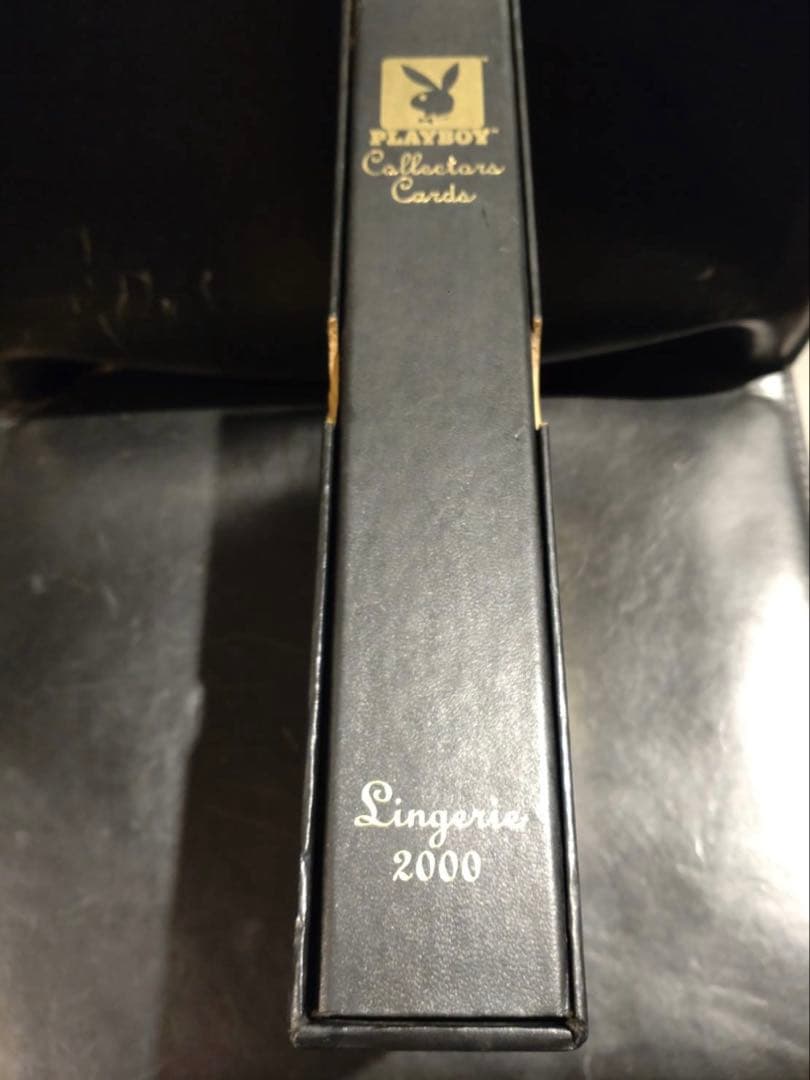 PLAYBOY™
Collectors
Cards
Lingerie
2000